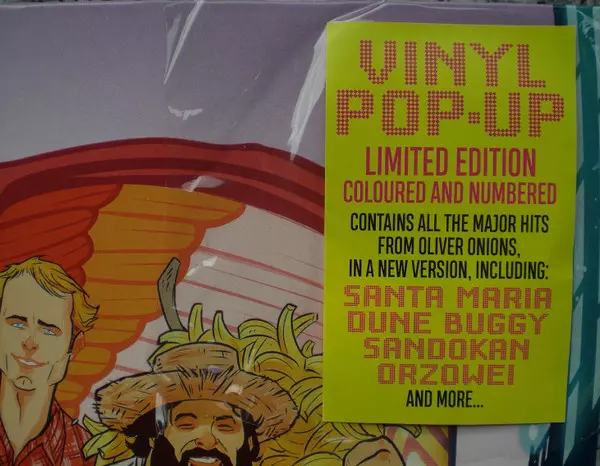 VINYL
POP-UP
LIMITED EDITION
COLOURED AND NUMBERED
CONTAINS ALL THE MAJOR HITS
FROM OLIVER ONIONS,
IN A NEW VERSION, INCLUDING:
SANTA MARIA
DUNE BUGGY
SANDOKAN
ORZOWEI
AND MORE...